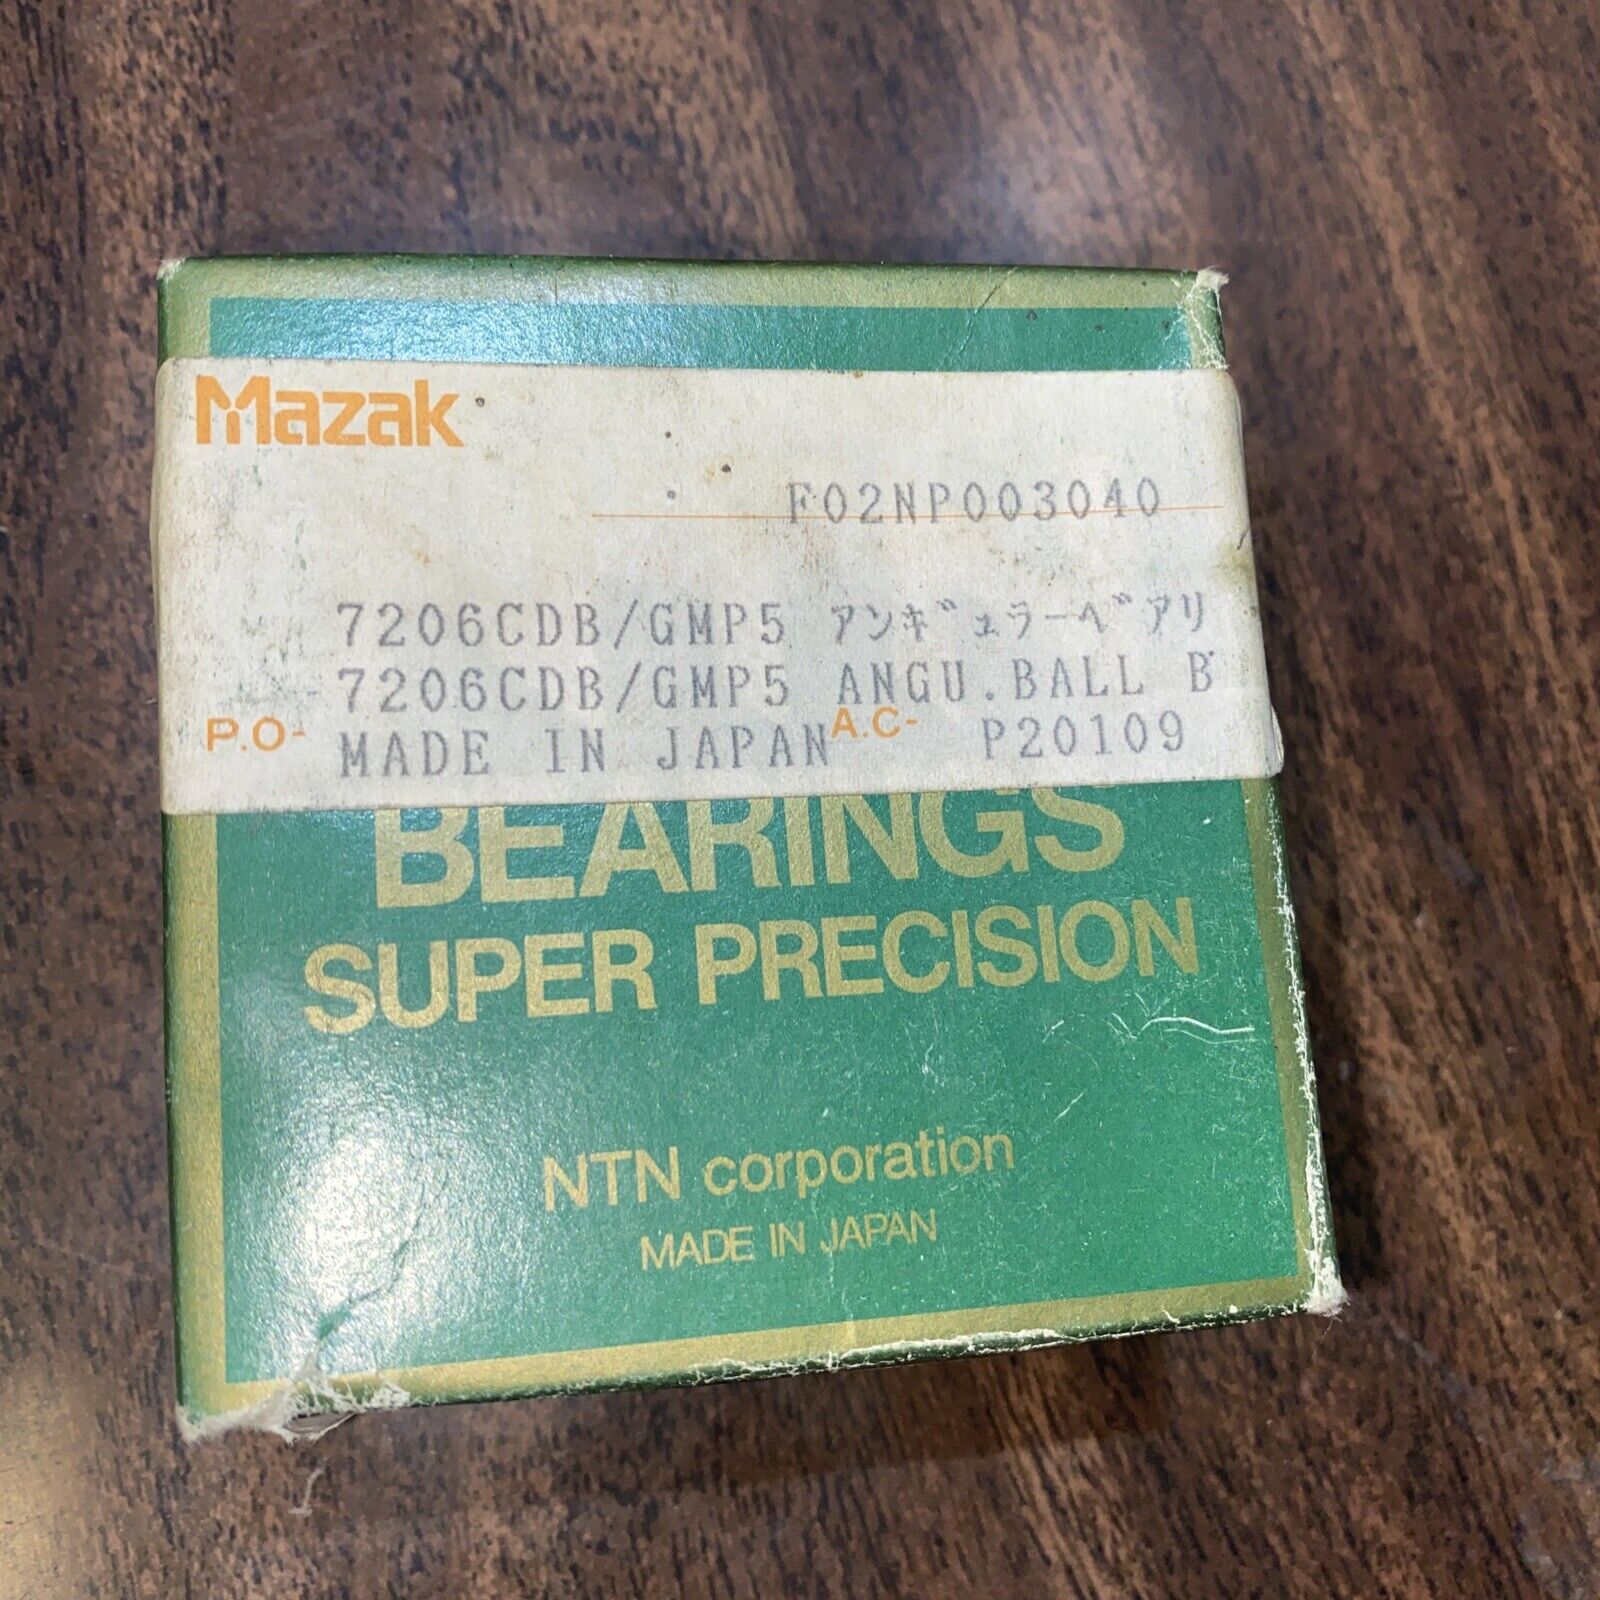 Mazak
F02NP003040
7206CDB/GMP5 アンギュラーベアリ
7206CDB/GMP5 ANGU.BALL B
P.O- MADE IN JAPAN A.C- P20109
BEARINGS
SUPER PRECISION
NTN corporation
MADE IN JAPAN